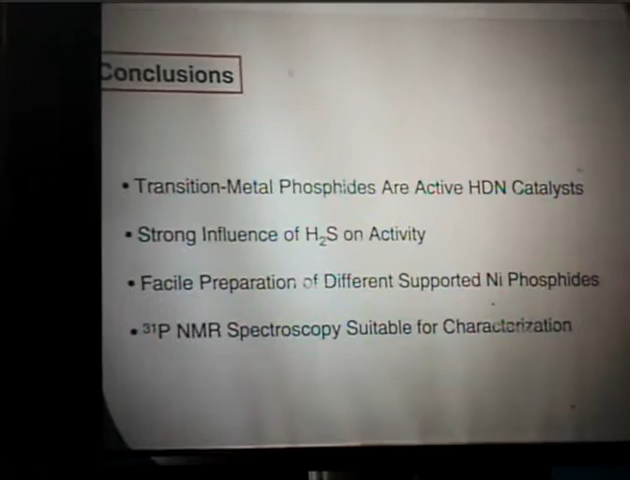 Conclusions
• Transition-Metal Phosphides Are Active HDN Catalysts
• Strong Influence of H₂S on Activity
• Facile Preparation of Different Supported Ni Phosphides
• ³¹P NMR Spectroscopy Suitable for Characterization